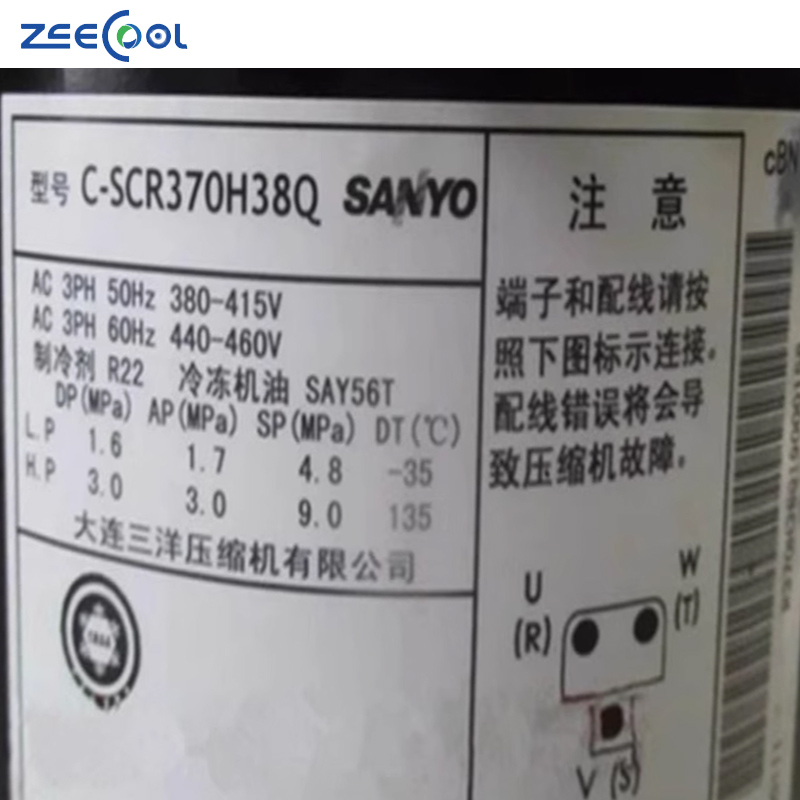 ZEECOOL
型号 C-SCR370H38Q SANYO
AC 3PH 50Hz 380-415V
AC 3PH 60Hz 440-460V
制冷剂 R22 冷冻机油 SAY56T
DP(MPa) AP(MPa) SP(MPa) DT(℃)
L.P 1.6 1.7 4.8 -35
H.P 3.0 3.0 9.0 135
大连三洋压缩机有限公司
注 意
端子和配线请按
照下图标示连接。
配线错误将会导
致压缩机故障。
U
(R)
W
(T)
V (S)
cBN